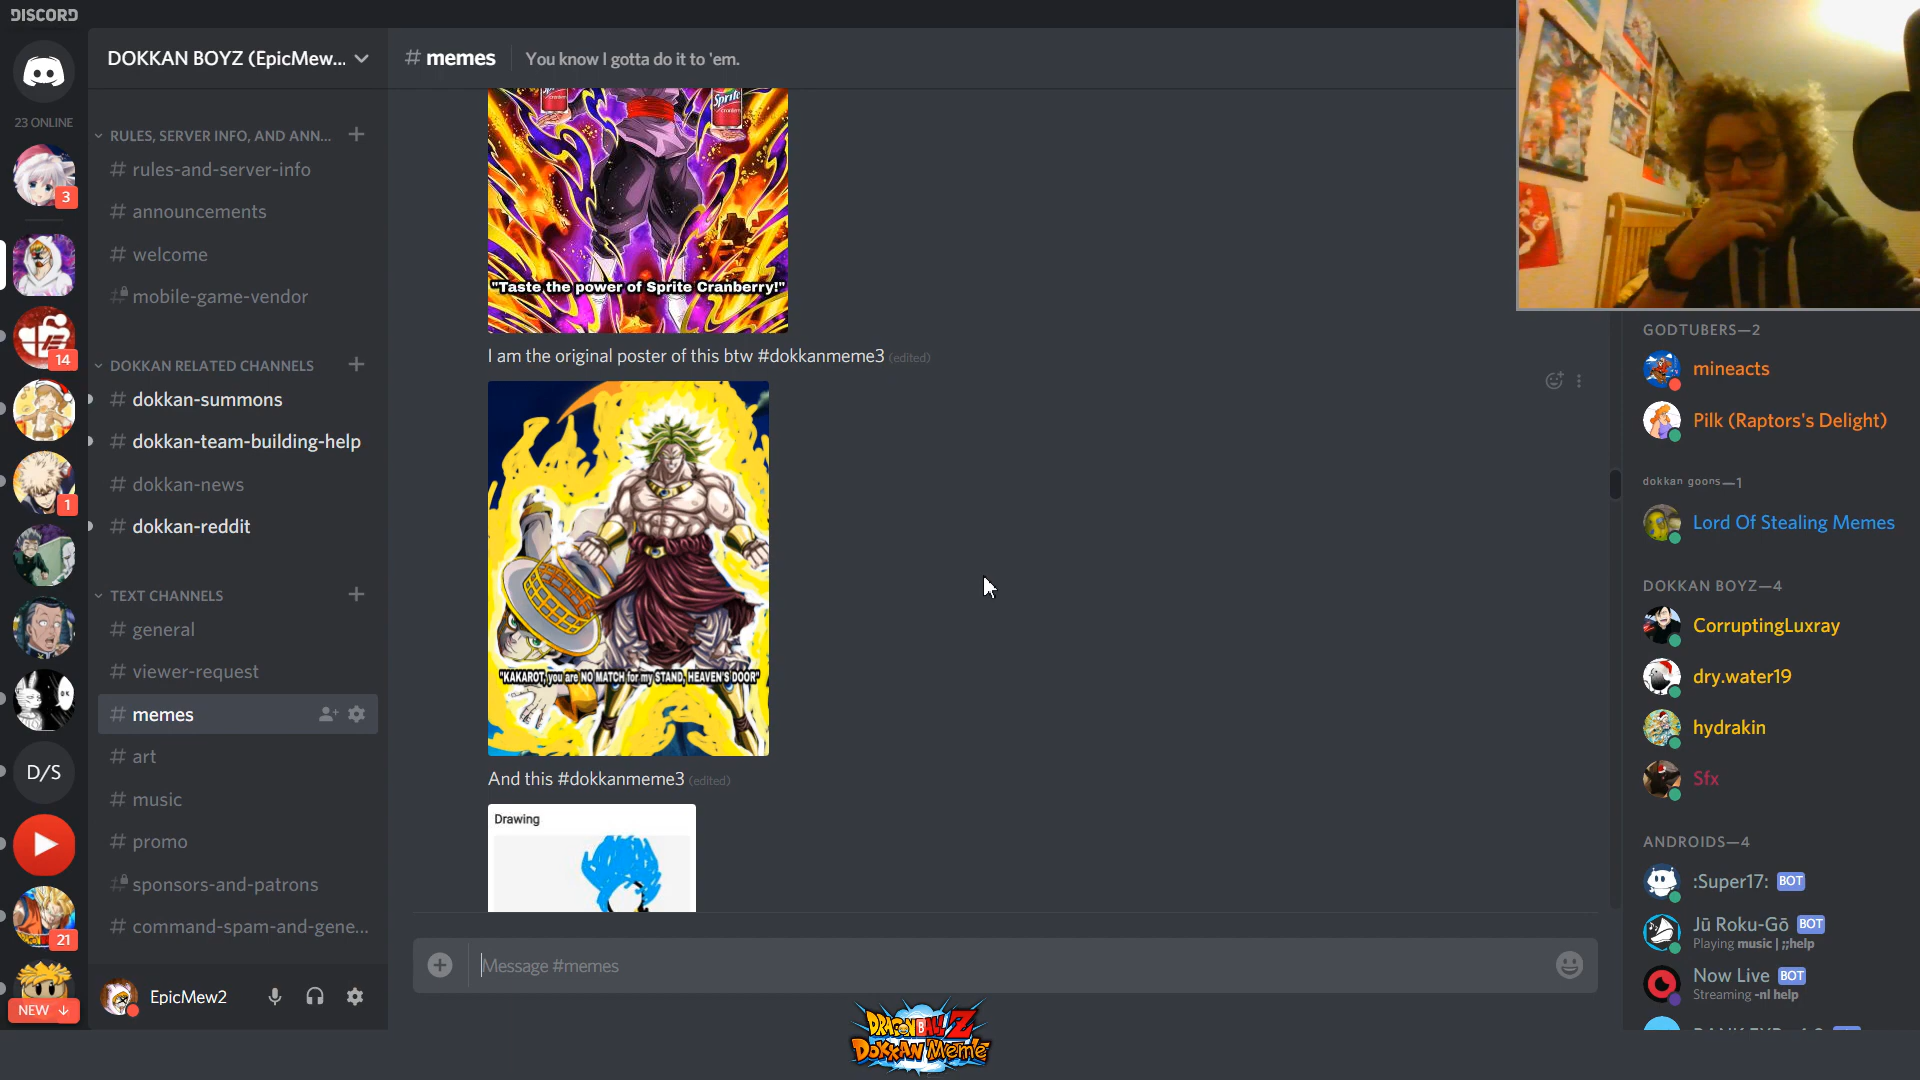 DISCORD
23 ONLINE
3
14
1
D/S
21
NEW ↓
DOKKAN BOYZ (EpicMew...
RULES, SERVER INFO, AND ANN...
# rules-and-server-info
# announcements
# welcome
mobile-game-vendor
DOKKAN RELATED CHANNELS
# dokkan-summons
# dokkan-team-building-help
# dokkan-news
# dokkan-reddit
TEXT CHANNELS
# general
# viewer-request
# memes
# art
# music
# promo
sponsors-and-patrons
# command-spam-and-gene...
EpicMew2
# memes
You know I gotta do it to 'em.
Sprite
"Taste the power of Sprite Cranberry!"
I am the original poster of this btw #dokkanmeme3 (edited)
"KAKAROT, you are NO MATCH for my STAND, HEAVEN'S DOOR"
And this #dokkanmeme3 (edited)
Drawing
Message #memes
DRAGON BALL Z
DOKKAN MEME
GODTUBERS—2
mineacts
Pilk (Raptors's Delight)
dokkan goons—1
Lord Of Stealing Memes
DOKKAN BOYZ—4
CorruptingLuxray
dry.water19
hydrakin
Sfx
ANDROIDS—4
:Super17: BOT
Jū Roku-Gō BOT
Playing music | ;;help
Now Live BOT
Streaming -nl help